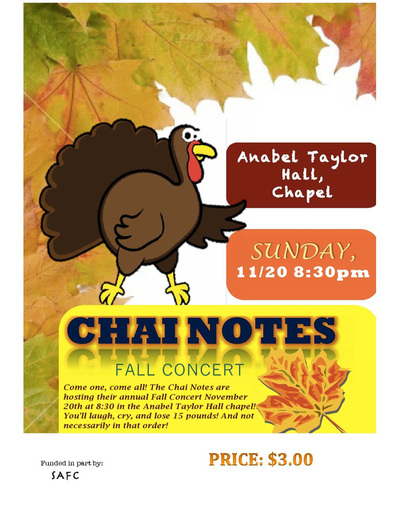 Anabel Taylor
Hall,
Chapel
SUNDAY,
11/20 8:30pm
CHAI NOTES
FALL CONCERT
Come one, come all! The Chai Notes are
hosting their annual Fall Concert November
20th at 8:30 in the Anabel Taylor Hall chapel!
You'll laugh, cry, and lose 15 pounds! And not
necessarily in that order!
Funded in part by:
SAFC
PRICE: $3.00